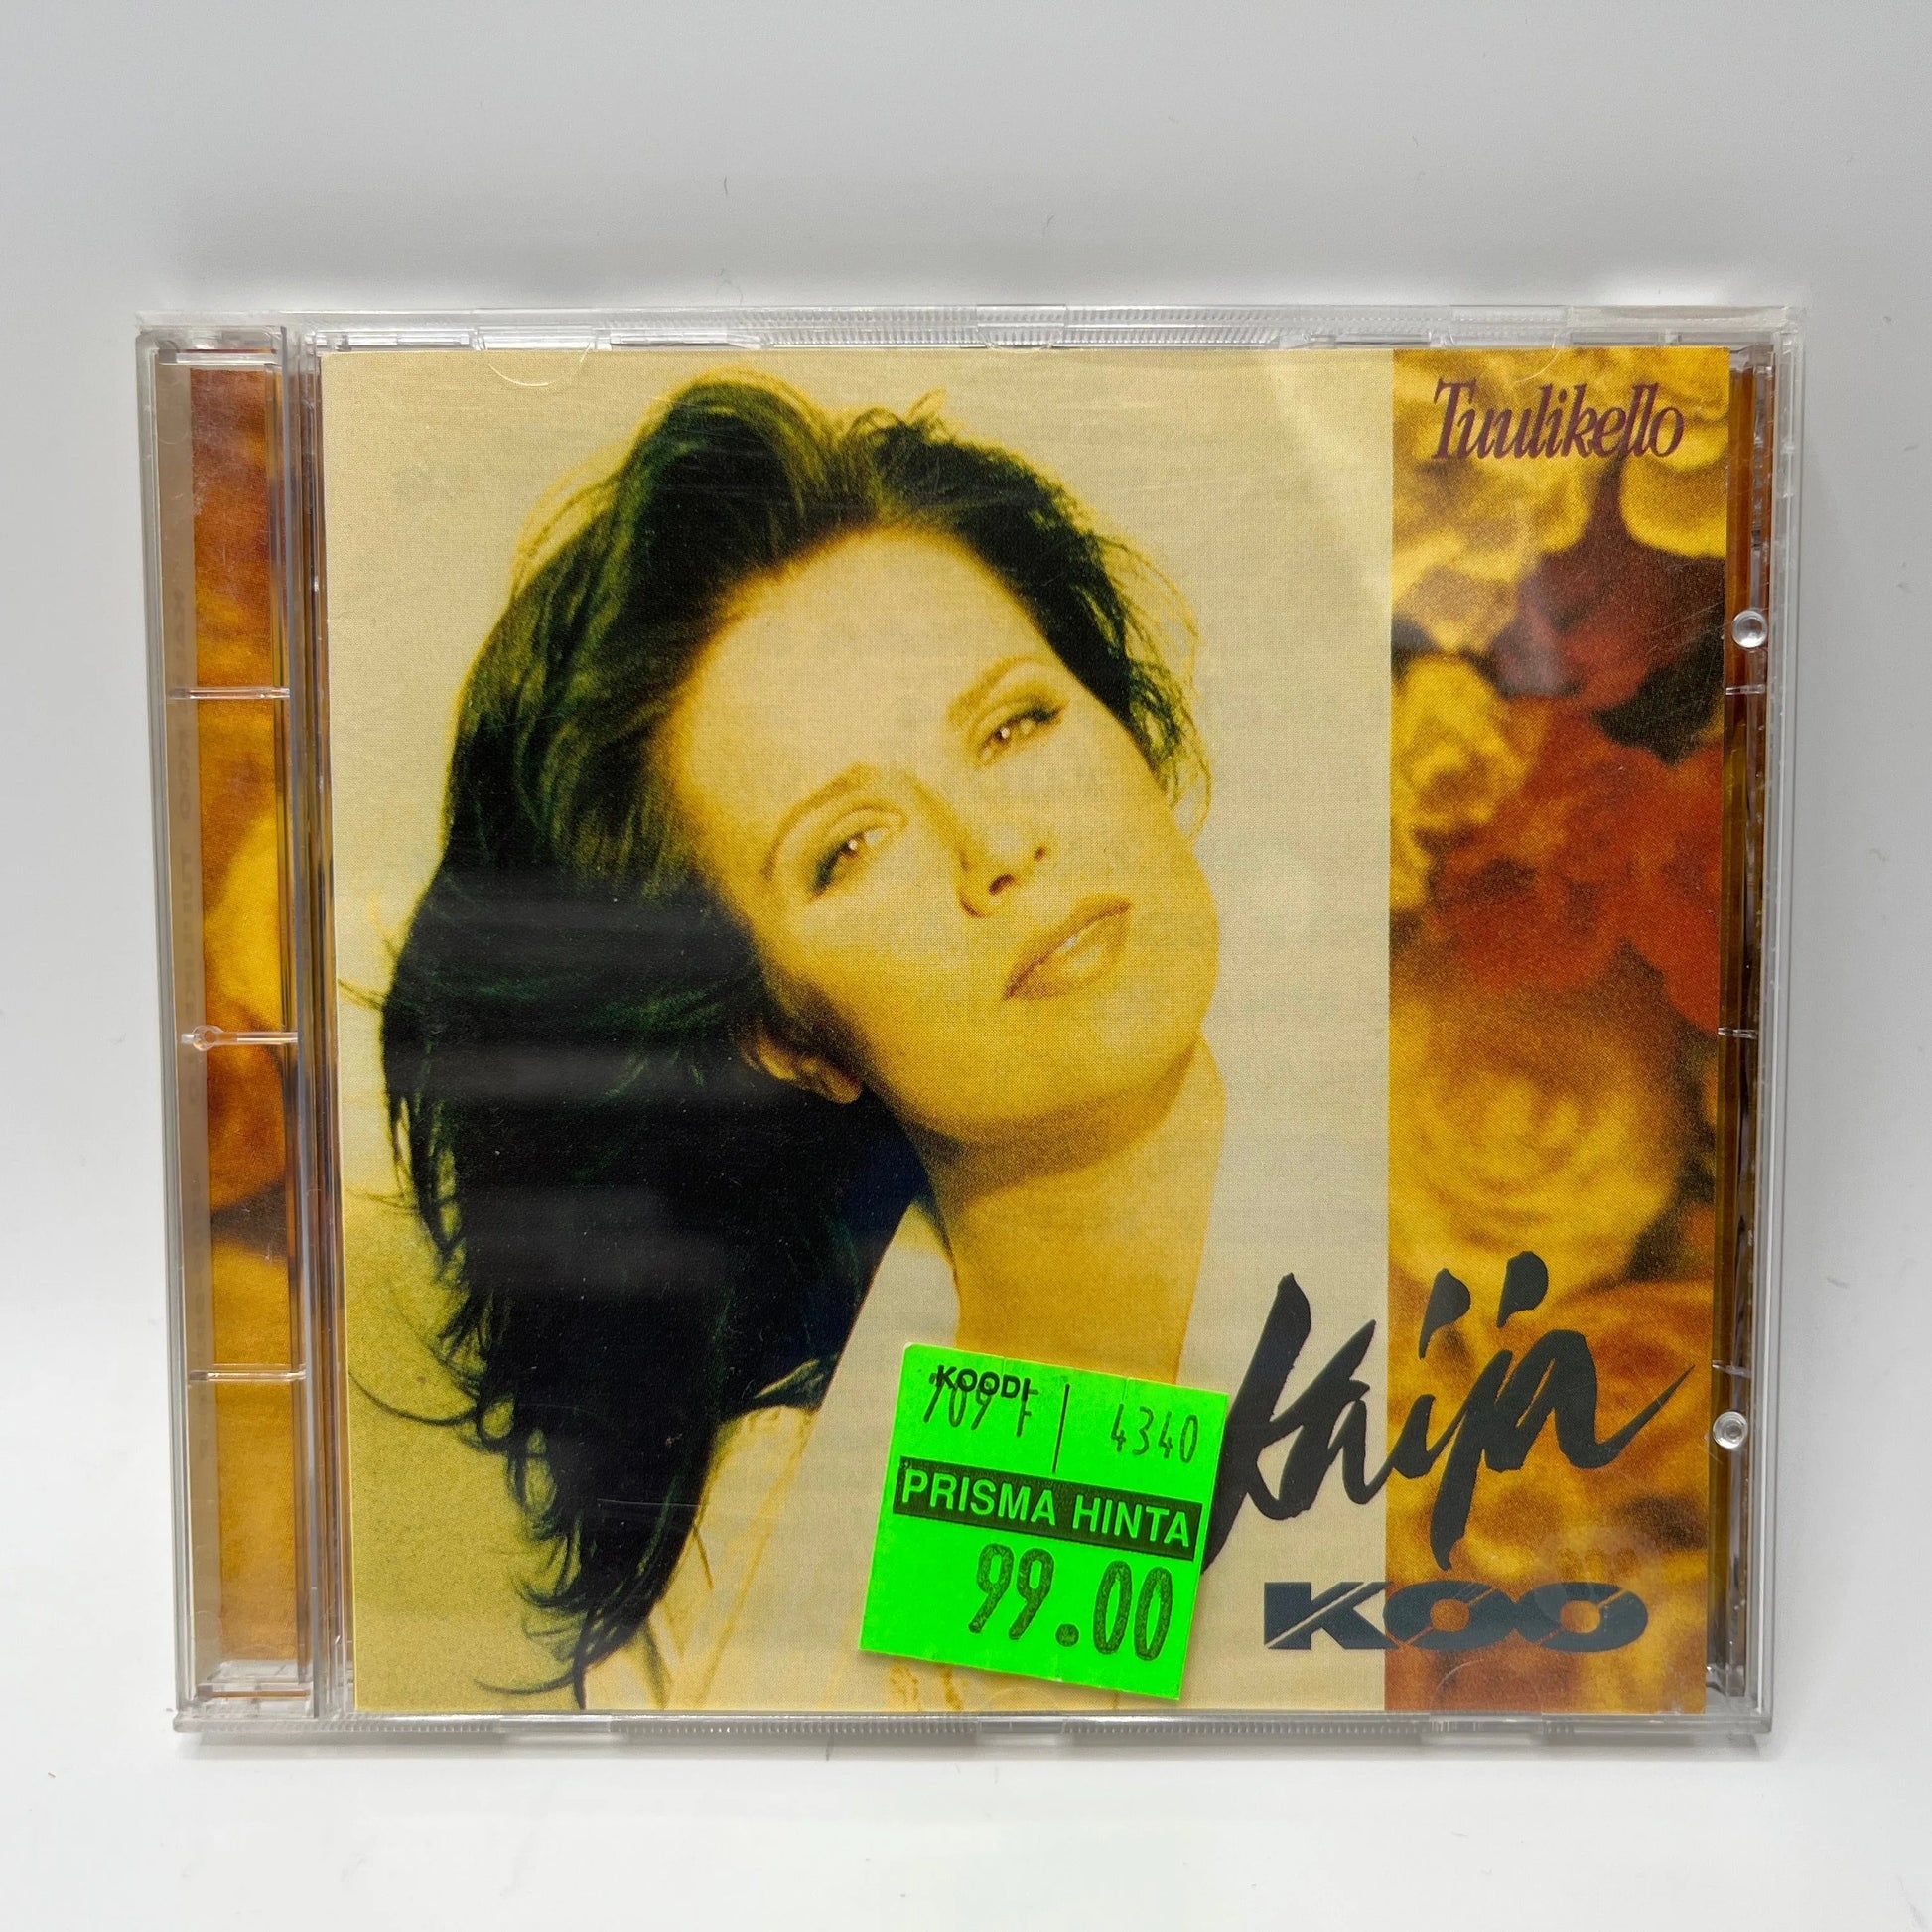 Tuulikello
Kaija
KOO
KOODI
709 F 4340
PRISMA HINTA
99.00